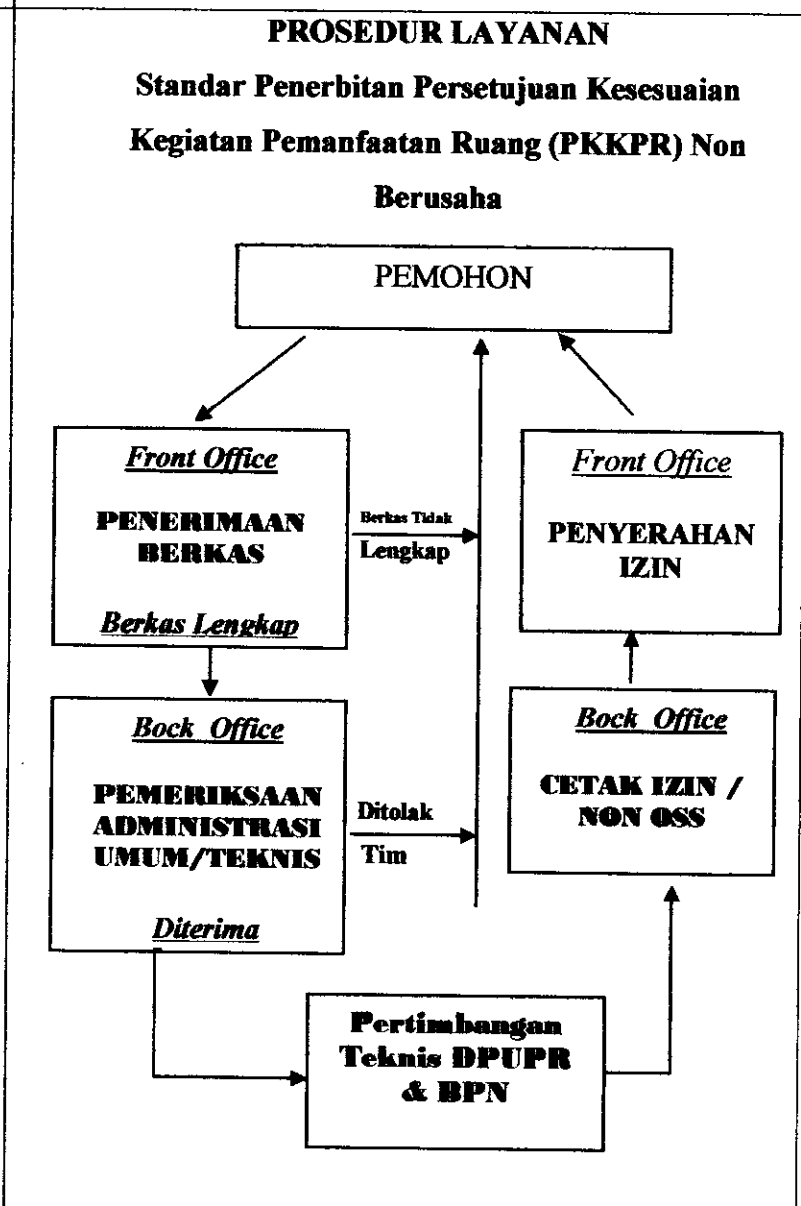 PROSEDUR LAYANAN
Standar Penerbitan Persetujuan Kesesuaian
Kegiatan Pemanfaatan Ruang (PKKPR) Non
Berusaha
PEMOHON
Front Office
PENERIMAAN
BERKAS
Berkas Lengkap
Berkas Tidak
Lengkap
Bock Office
PEMERIKSAAN
ADMINISTRASI
UMUM/TEKNIS
Diterima
Ditolak
Tim
Pertimbangan
Teknis DPUPR
& BPN
Bock Office
CETAK IZIN /
NON OSS
Front Office
PENYERAHAN
IZIN